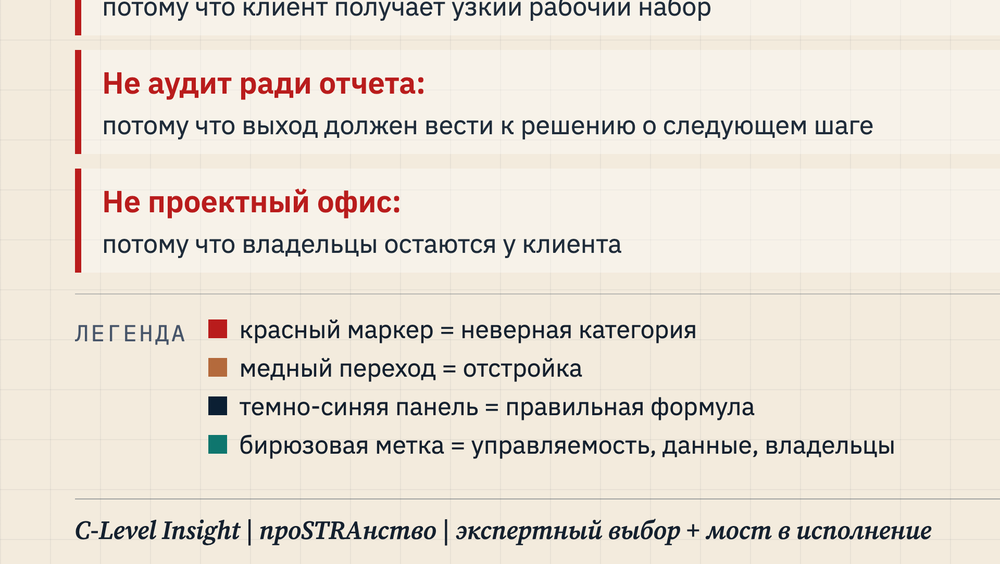 потому что клиент получает узкий рабочий набор
Не аудит ради отчета:
потому что выход должен вести к решению о следующем шаге
Не проектный офис:
потому что владельцы остаются у клиента
ЛЕГЕНДА
красный маркер = неверная категория
медный переход = отстройка
темно-синяя панель = правильная формула
бирюзовая метка = управляемость, данные, владельцы
C-Level Insight | проSTRAнство | экспертный выбор + мост в исполнение